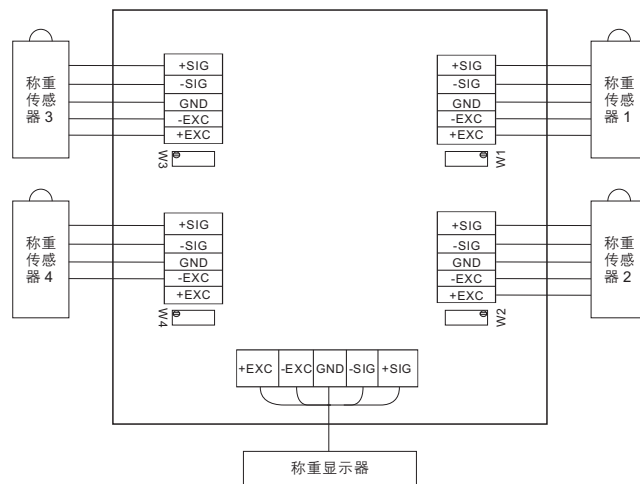 称重
传感
器 3
+SIG
-SIG
GND
-EXC
+EXC
W3
+SIG
-SIG
GND
-EXC
+EXC
W1
称重
传感
器 1
称重
传感
器 4
+SIG
-SIG
GND
-EXC
+EXC
W4
+SIG
-SIG
GND
-EXC
+EXC
W2
称重
传感
器 2
+EXC -EXC GND -SIG +SIG
称重显示器